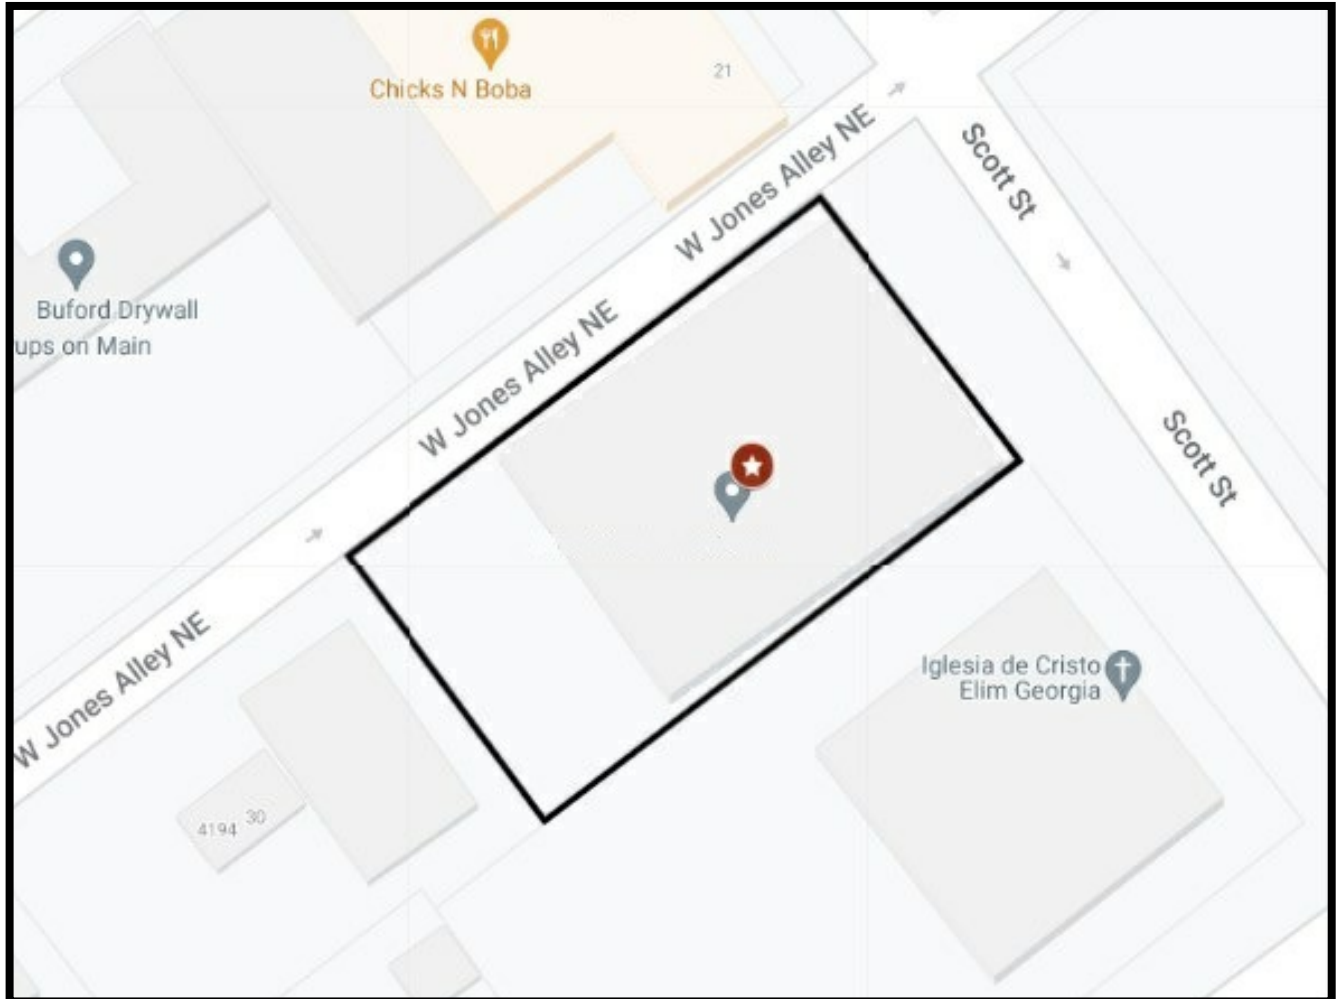 Chicks N Boba
21
W Jones Alley NE
Scott St
Buford Drywall
ups on Main
W Jones Alley NE
Scott St
W Jones Alley NE
Iglesia de Cristo
Elim Georgia
4194
30